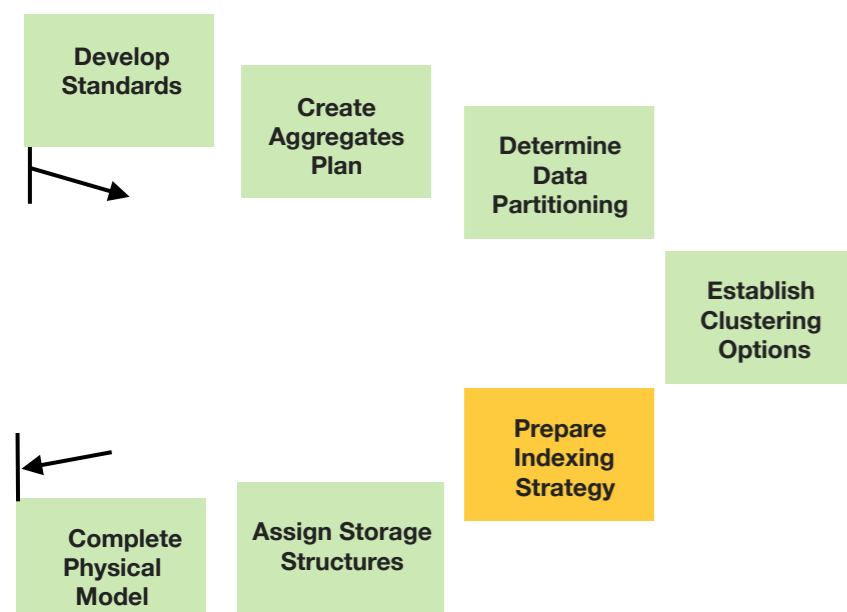 Develop
Standards
Create
Aggregates
Plan
Determine
Data
Partitioning
Establish
Clustering
Options
Prepare
Indexing
Strategy
Assign Storage
Structures
Complete
Physical
Model